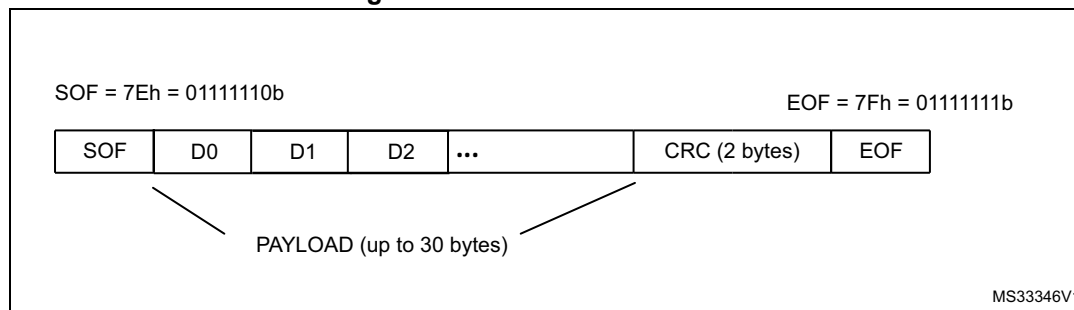 SOF = 7Eh = 01111110b
EOF = 7Fh = 01111111b
SOF D0 D1 D2 ... CRC (2 bytes) EOF
PAYLOAD (up to 30 bytes)
MS33346V1